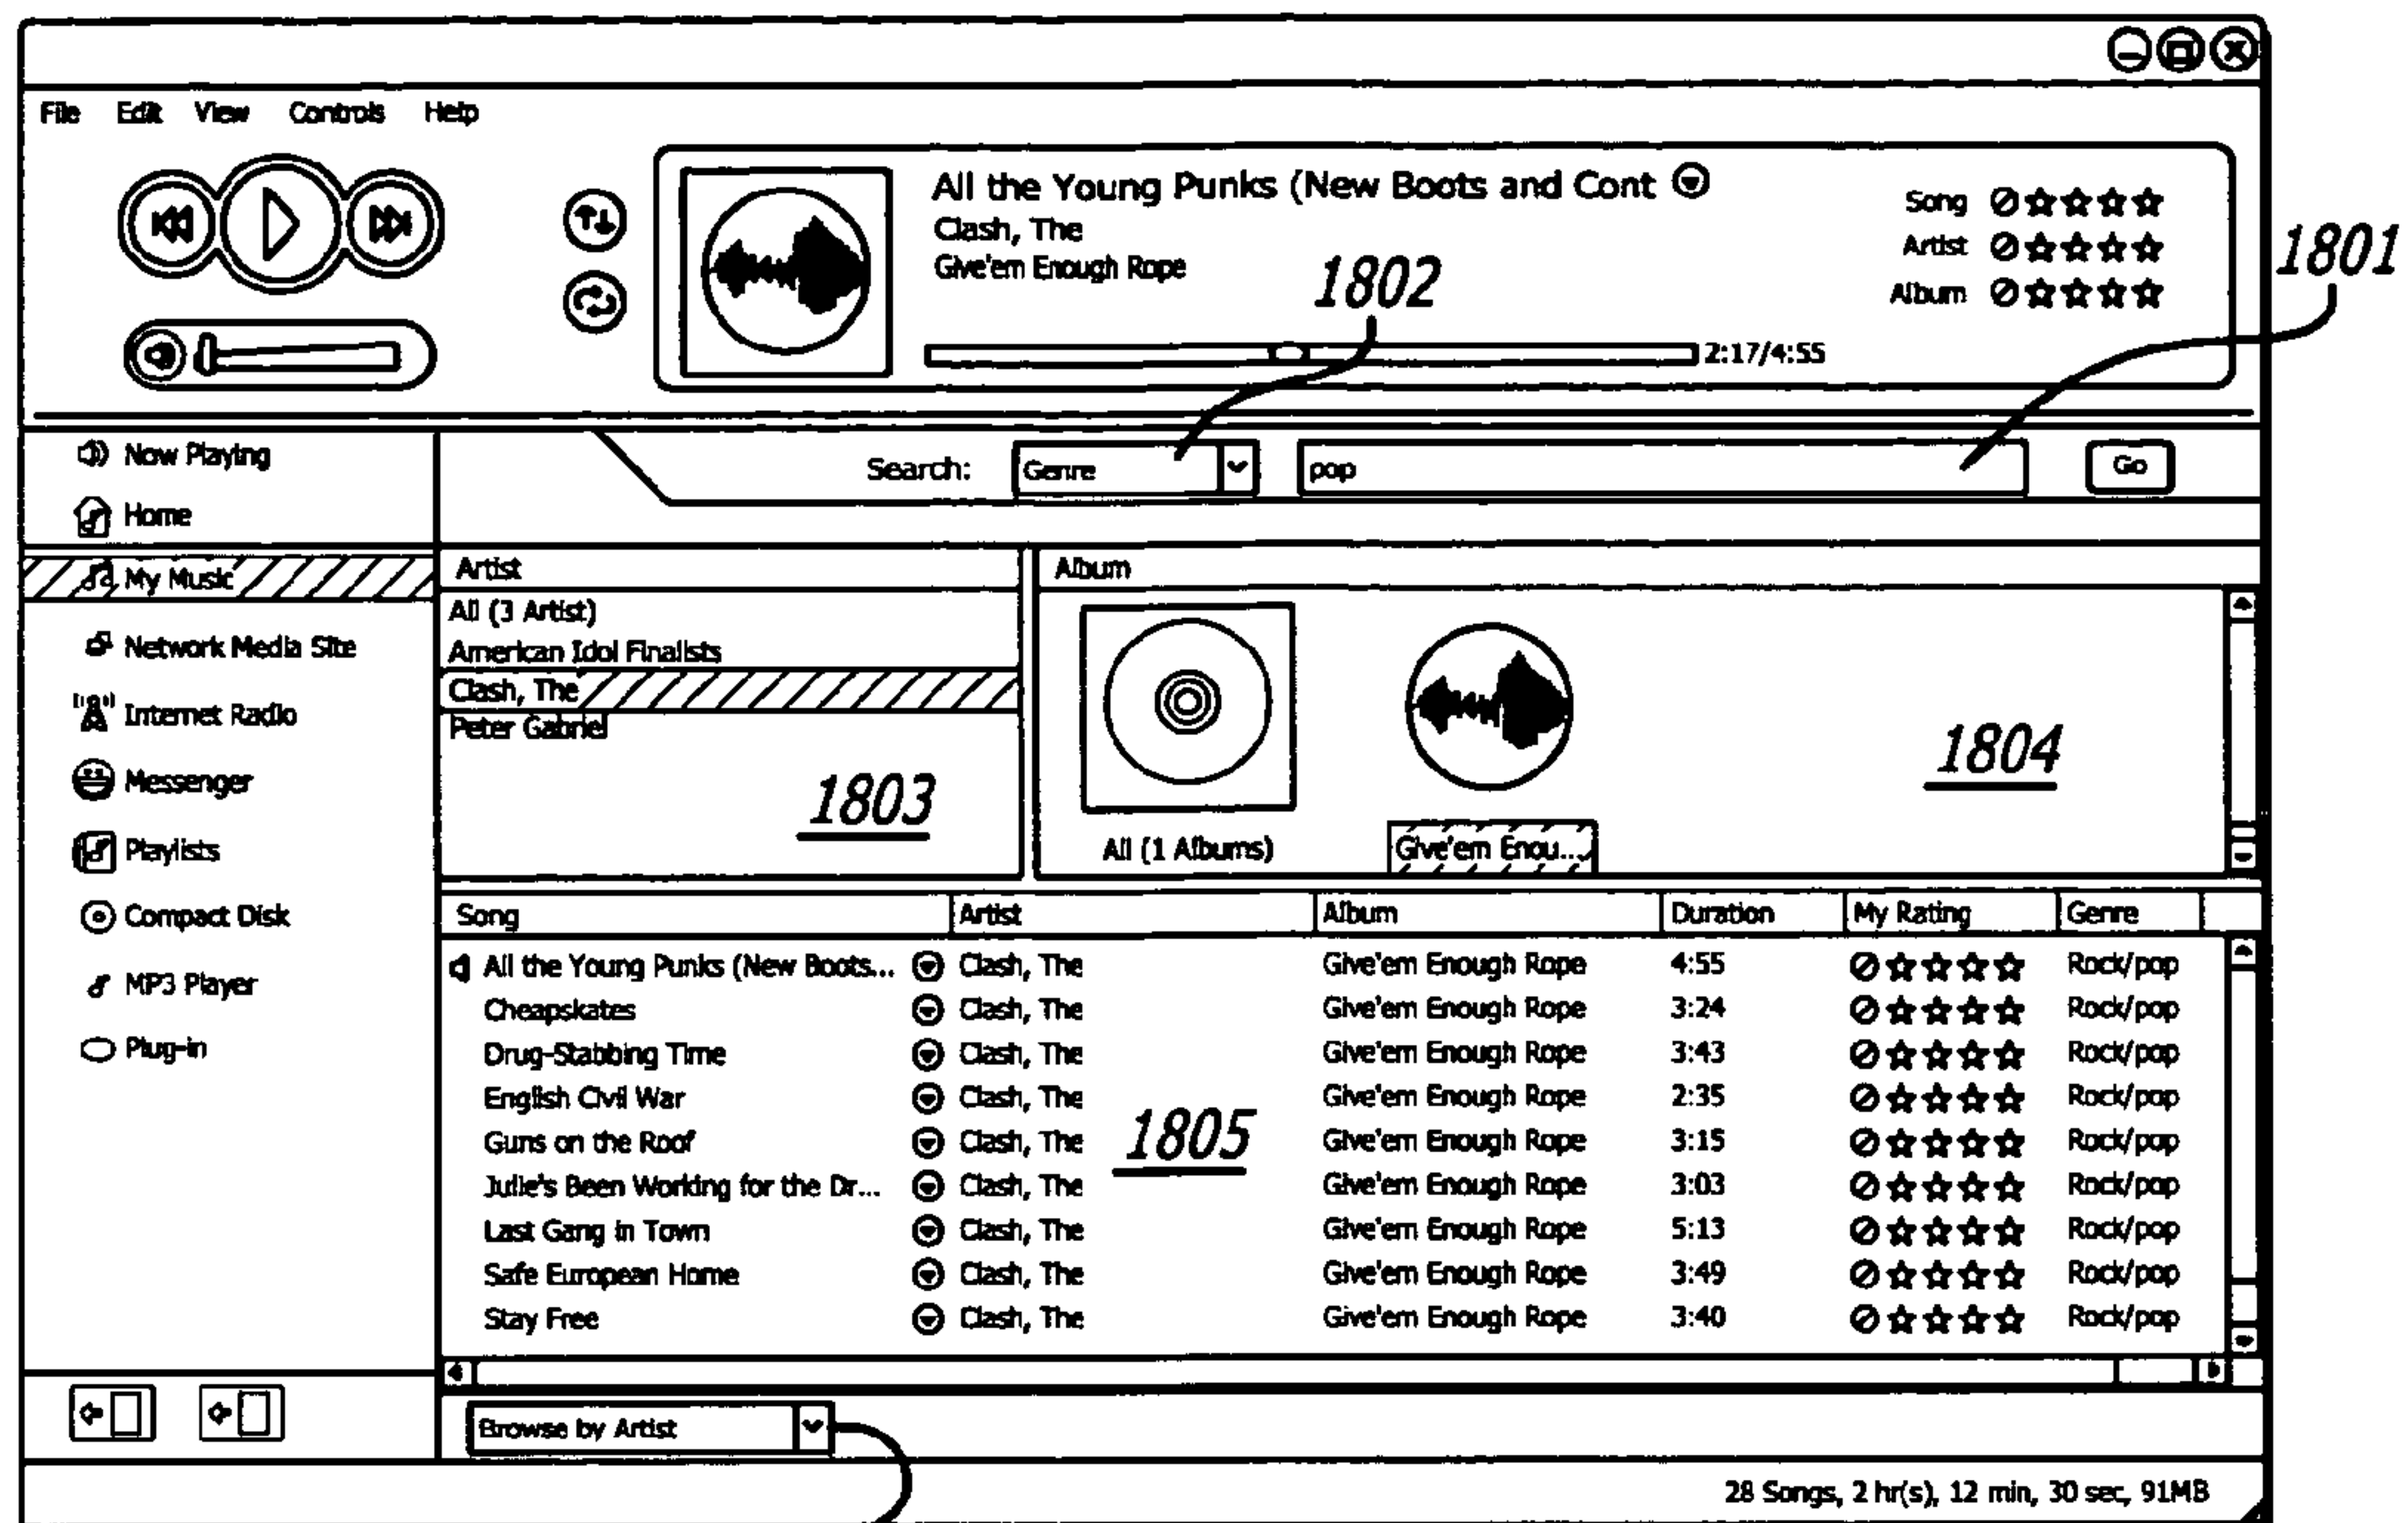 File Edit View Controls Help
All the Young Punks (New Boots and Cont
Clash, The
Give'em Enough Rope
Song
Artist
Album
2:17/4:55
1802
1801
Now Playing
Home
My Music
Network Media Site
Internet Radio
Messenger
Playlists
Compact Disk
MP3 Player
Plug-in
Search: Genre pop Go
Artist
All (3 Artist)
American Idol Finalists
Clash, The
Peter Gabriel
1803
Album
All (1 Albums)
Give'em Enou...
1804
Song Artist Album Duration My Rating Genre
All the Young Punks (New Boots... Clash, The Give'em Enough Rope 4:55 Rock/pop
Cheapskates Clash, The Give'em Enough Rope 3:24 Rock/pop
Drug-Stabbing Time Clash, The Give'em Enough Rope 3:43 Rock/pop
English Civil War Clash, The Give'em Enough Rope 2:35 Rock/pop
Guns on the Roof Clash, The Give'em Enough Rope 3:15 Rock/pop
Julie's Been Working for the Dr... Clash, The Give'em Enough Rope 3:03 Rock/pop
Last Gang in Town Clash, The Give'em Enough Rope 5:13 Rock/pop
Safe European Home Clash, The Give'em Enough Rope 3:49 Rock/pop
Stay Free Clash, The Give'em Enough Rope 3:40 Rock/pop
1805
Browse by Artist
28 Songs, 2 hr(s), 12 min, 30 sec, 91MB